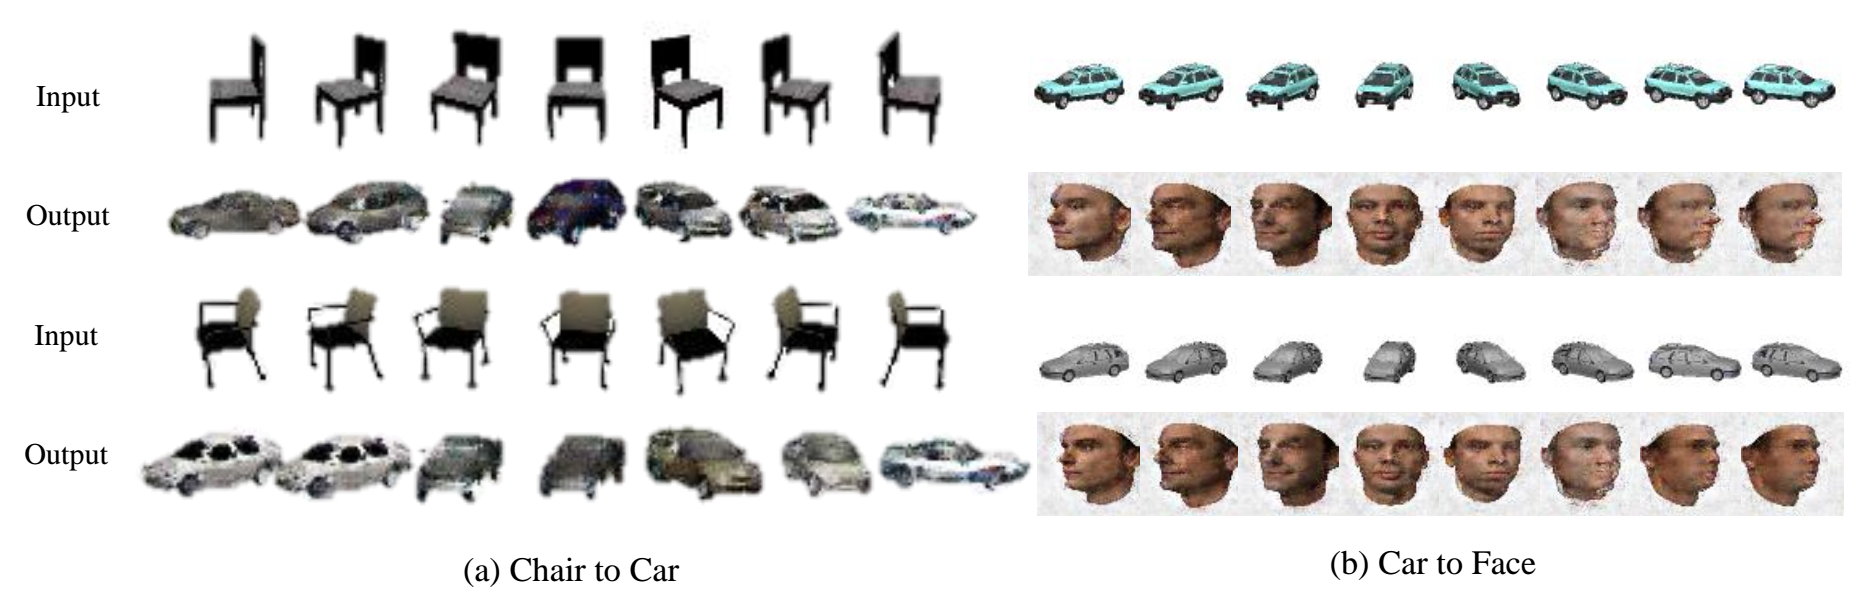 Input
Output
Input
Output
(a) Chair to Car
(b) Car to Face